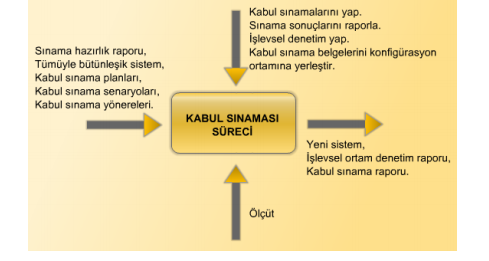 Kabul sınamalarını yap.
Sınama sonuçlarını raporla.
İşlevsel denetim yap.
Kabul sınama belgelerini konfigürasyon
ortamına yerleştir.
Sınama hazırlık raporu,
Tümüyle bütünleşik sistem,
Kabul sınama planları,
Kabul sınama senaryoları,
Kabul sınama yönereleri.
KABUL SINAMASI
SÜRECİ
Yeni sistem,
İşlevsel ortam denetim raporu,
Kabul sınama raporu.
Ölçüt